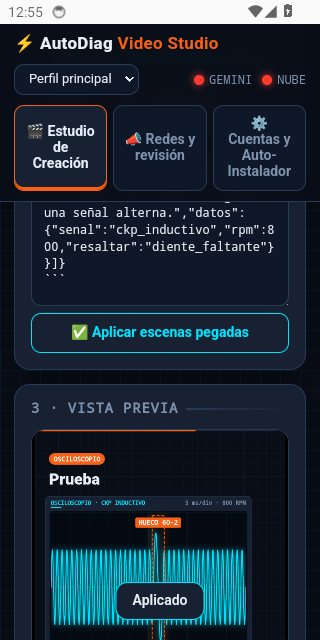 12:55
⚡ AutoDiag Video Studio
Perfil principal
GEMINI
NUBE
🎬 Estudio
de
Creación
📣 Redes y
revisión
⚙️
Cuentas y
Auto-
Instalador
una señal alterna.","datos":
{"senal":"ckp_inductivo","rpm":8
00,"resaltar":"diente_faltante"}
}]}
```
✅ Aplicar escenas pegadas
3 · VISTA PREVIA
OSCILOSCOPIO
Prueba
OSCILOSCOPIO · CKP INDUCTIVO
5 ms/div · 800 RPM
HUECO 60-2
Aplicado